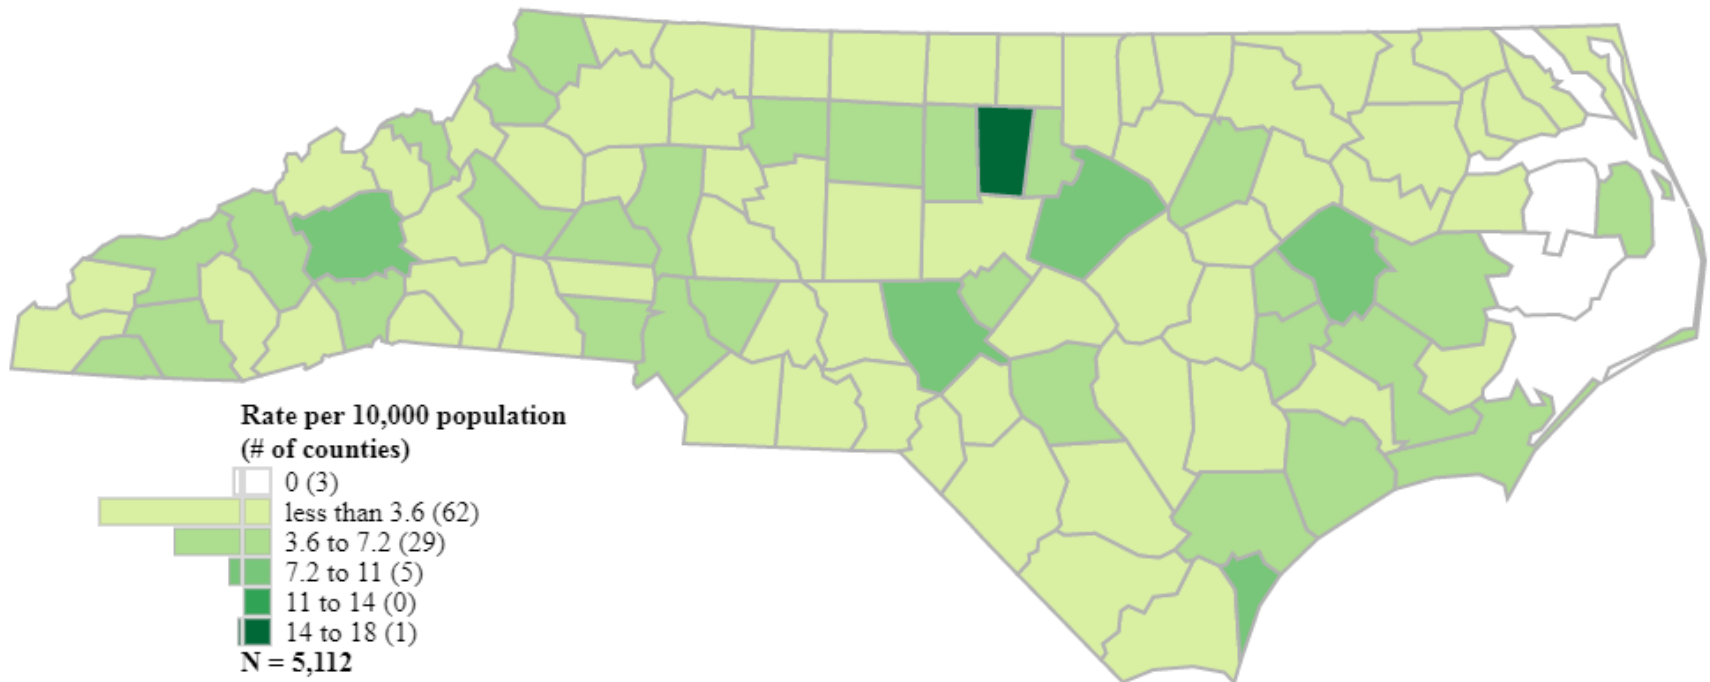 Rate per 10,000 population
(# of counties)
0 (3)
less than 3.6 (62)
3.6 to 7.2 (29)
7.2 to 11 (5)
11 to 14 (0)
14 to 18 (1)
N = 5,112